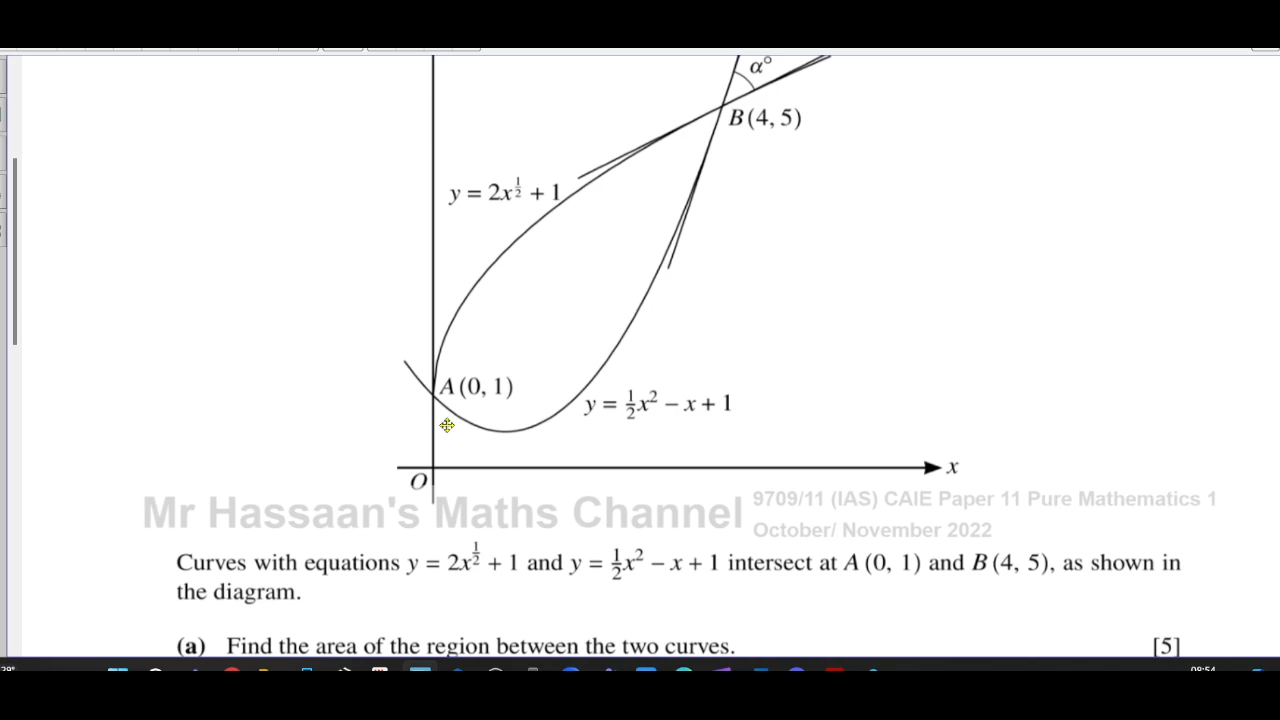 α°
B (4, 5)
y = 2x^{1/2} + 1
A (0, 1)
y = ½x² − x + 1
x
O
Mr Hassaan's Maths Channel
9709/11 (IAS) CAIE Paper 11 Pure Mathematics 1
October/ November 2022
Curves with equations y = 2x^{1/2} + 1 and y = ½x² − x + 1 intersect at A (0, 1) and B (4, 5), as shown in
the diagram.
(a) Find the area of the region between the two curves. [5]